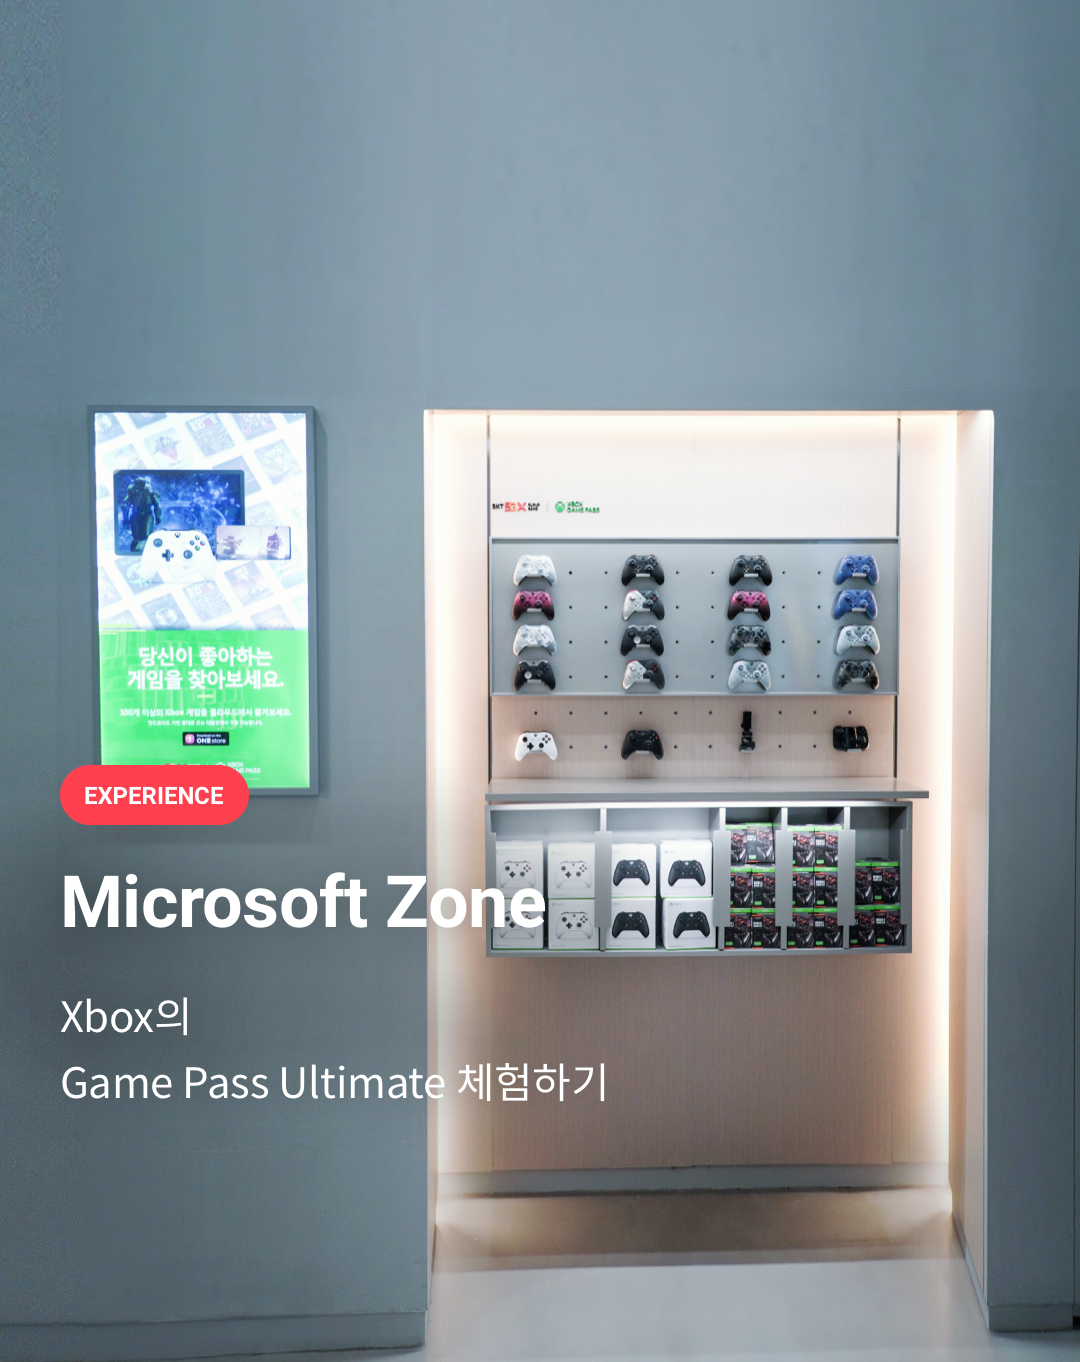 SKT 5GX
XBOX
GAME PASS
당신이 좋아하는
게임을 찾아보세요.
100개 이상의 Xbox 게임을 클라우드에서 즐겨보세요.
ONE store
XBOX
GAME PASS
EXPERIENCE
Microsoft Zone
Xbox의
Game Pass Ultimate 체험하기